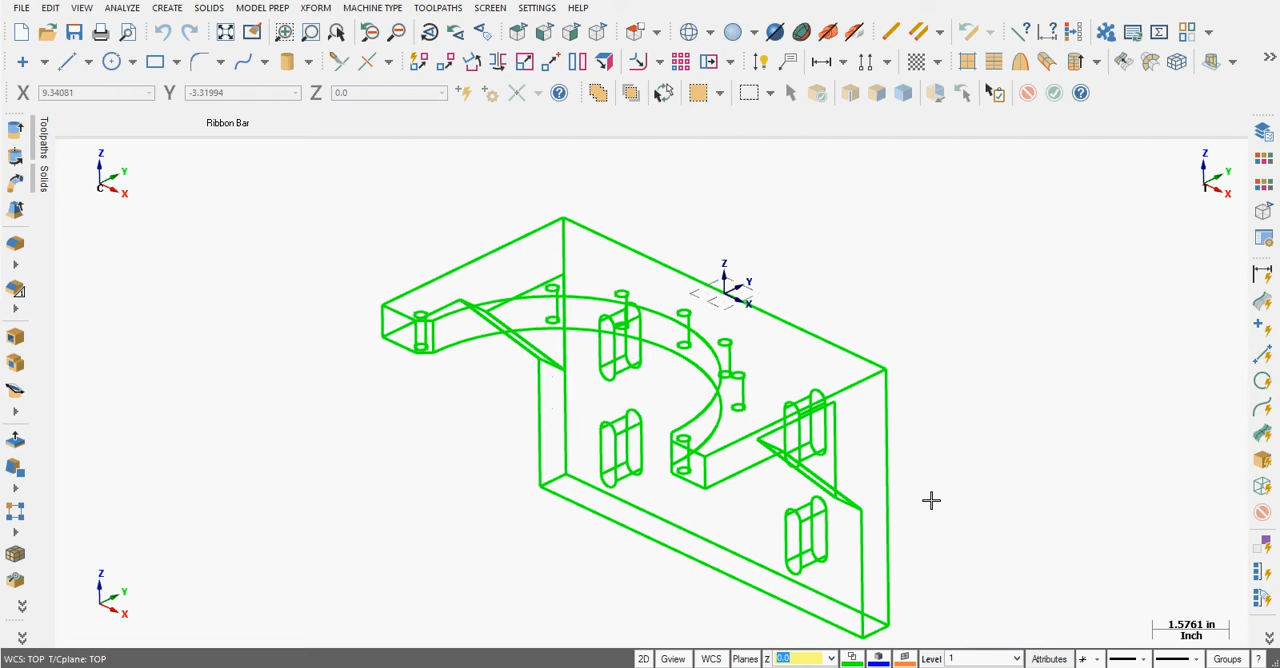 FILE EDIT VIEW ANALYZE CREATE SOLIDS MODEL PREP XFORM MACHINE TYPE TOOLPATHS SCREEN SETTINGS HELP
X 9.34081 Y -3.31994 Z 0.0
Ribbon Bar
Toolpaths
Solids
Z
Y
X
C
Z
Y
X
T
Z
Y
X
Z
Y
X
1.5761 in
Inch
WCS: TOP T/Cplane: TOP
2D Gview WCS Planes Z 0.0 Level 1 Attributes Groups ?